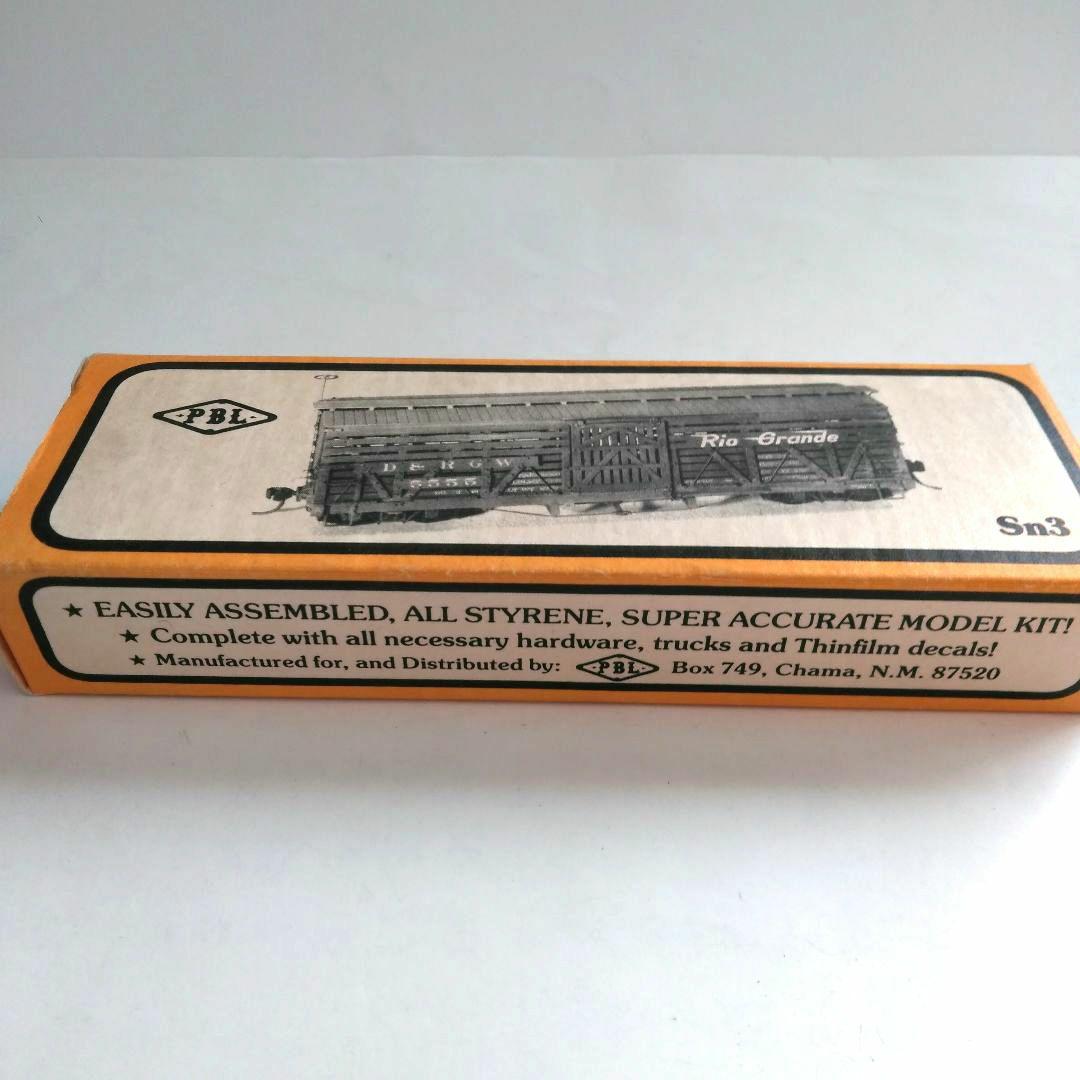 PBL
Rio Grande
D & R G W
5555
Sn3
★ EASILY ASSEMBLED, ALL STYRENE, SUPER ACCURATE MODEL KIT!
★ Complete with all necessary hardware, trucks and Thinfilm decals!
★ Manufactured for, and Distributed by: PBL Box 749, Chama, N.M. 87520